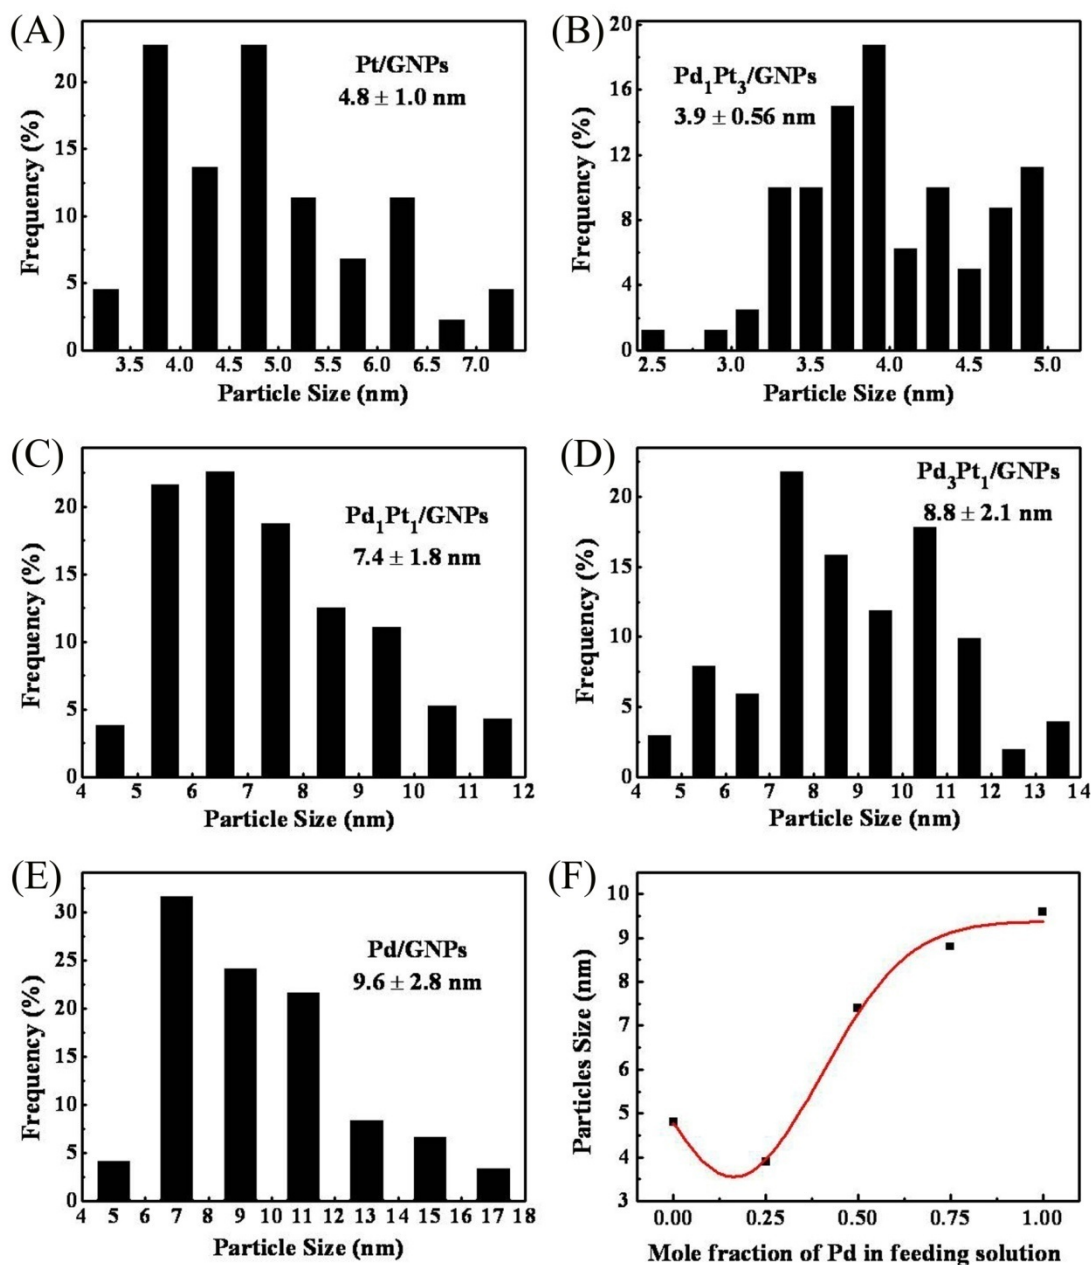 (A)
Pt/GNPs
4.8 ± 1.0 nm
Frequency (%)
20
15
10
5
0
3.5 4.0 4.5 5.0 5.5 6.0 6.5 7.0
Particle Size (nm)
(B)
Pd₁Pt₃/GNPs
3.9 ± 0.56 nm
Frequency (%)
20
16
12
8
4
0
2.5 3.0 3.5 4.0 4.5 5.0
Particle Size (nm)
(C)
Pd₁Pt₁/GNPs
7.4 ± 1.8 nm
Frequency (%)
20
15
10
5
0
4 5 6 7 8 9 10 11 12
Particle Size (nm)
(D)
Pd₃Pt₁/GNPs
8.8 ± 2.1 nm
Frequency (%)
20
15
10
5
0
4 5 6 7 8 9 10 11 12 13 14
Particle Size (nm)
(E)
Pd/GNPs
9.6 ± 2.8 nm
Frequency (%)
30
25
20
15
10
5
0
4 5 6 7 8 9 10 11 12 13 14 15 16 17 18
Particle Size (nm)
(F)
Particles Size (nm)
10
9
8
7
6
5
4
3
0.00 0.25 0.50 0.75 1.00
Mole fraction of Pd in feeding solution